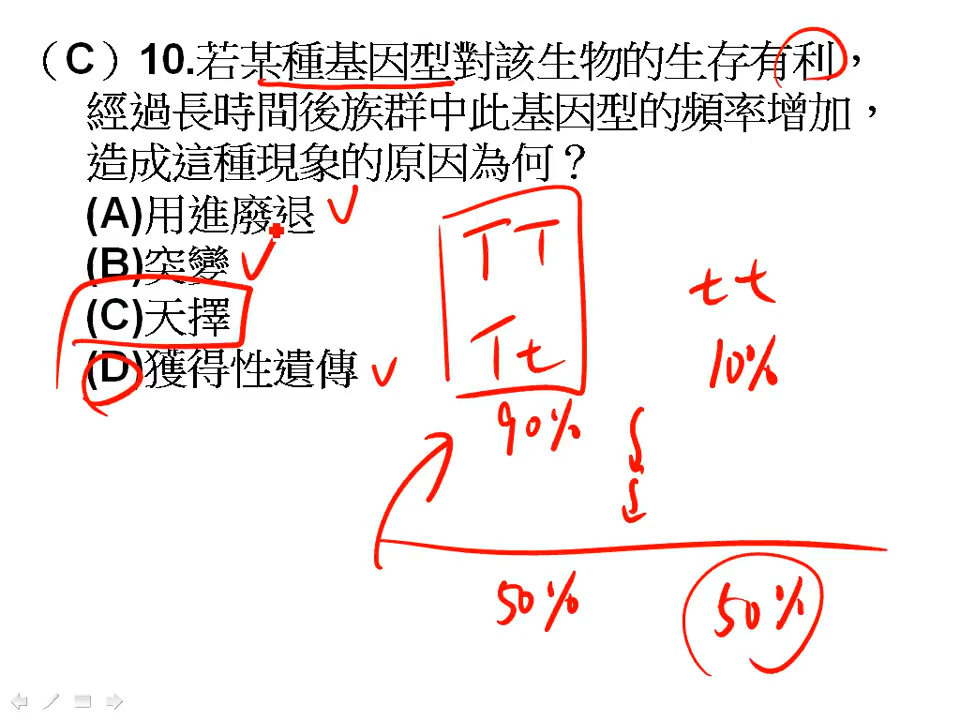 （C）10.若某種基因型對該生物的生存有利，
經過長時間後族群中此基因型的頻率增加，
造成這種現象的原因為何？
(A)用進廢退
(B)突變
(C)天擇
(D)獲得性遺傳
TT
tt
Tt
10%
90%
50%
50%